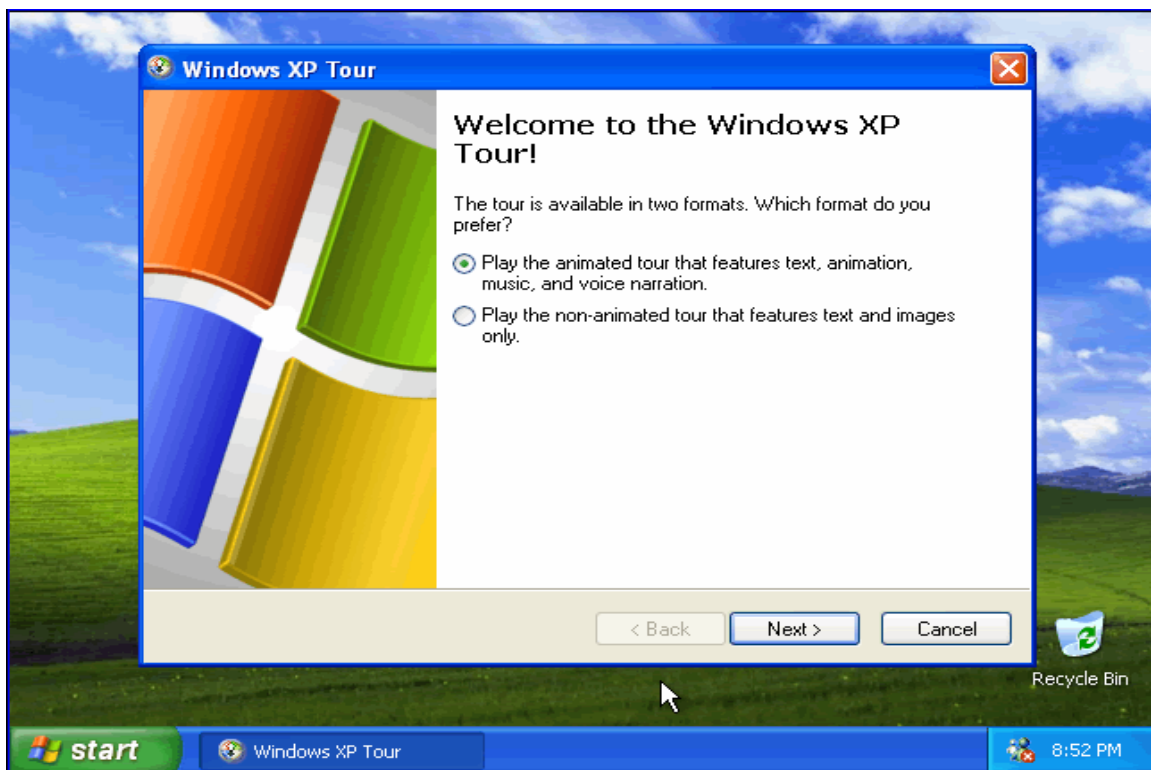 Windows XP Tour
Welcome to the Windows XP
Tour!
The tour is available in two formats. Which format do you
prefer?
Play the animated tour that features text, animation,
music, and voice narration.
Play the non-animated tour that features text and images
only.
< Back
Next >
Cancel
Recycle Bin
start
Windows XP Tour
8:52 PM